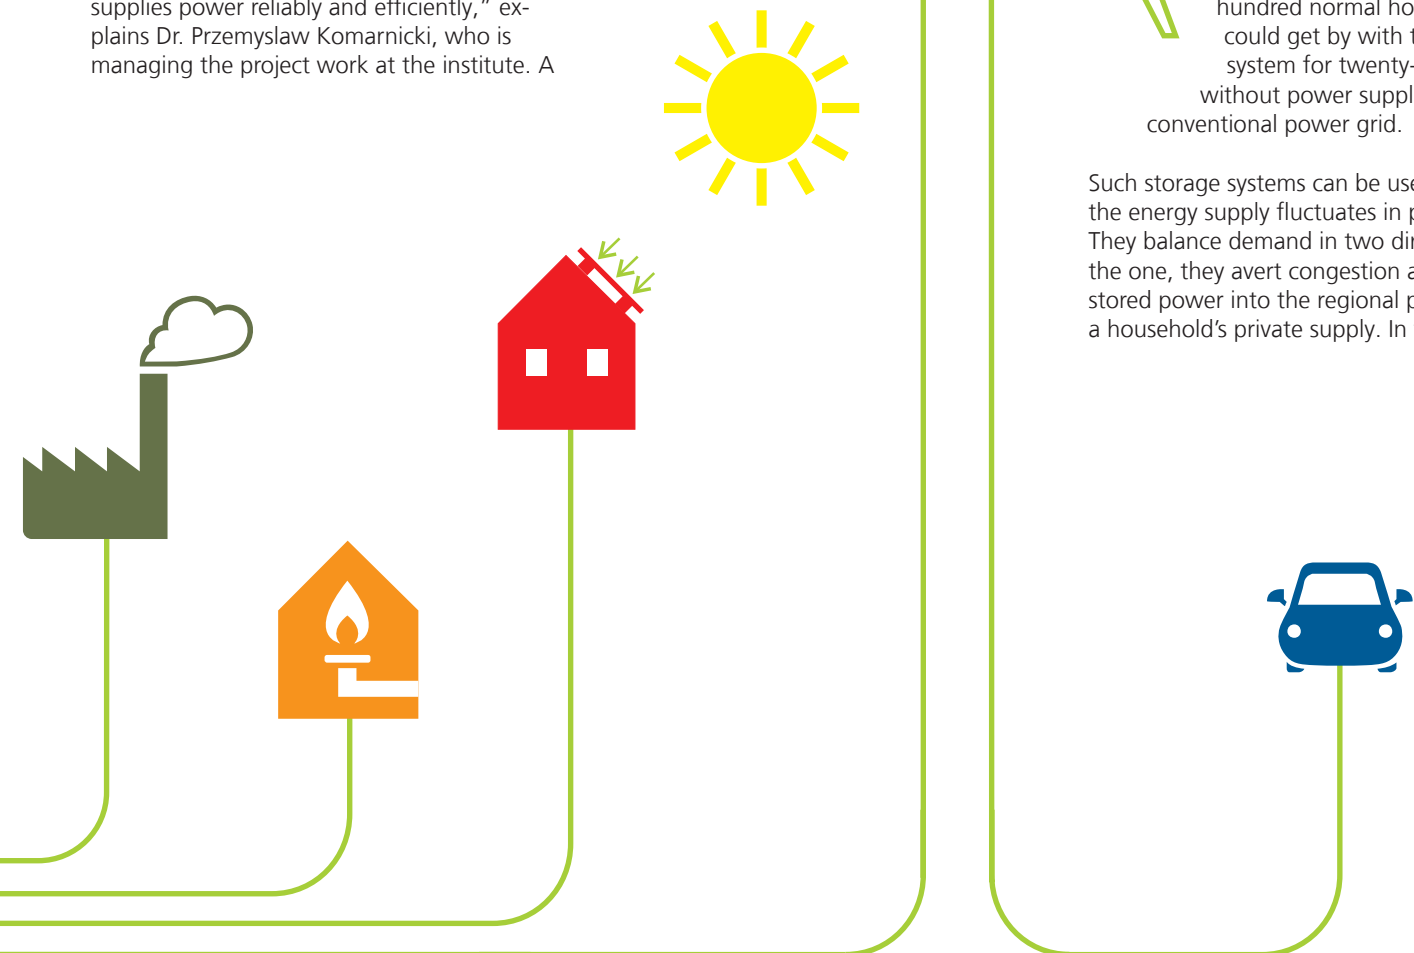 supplies power reliably and efficiently,” ex-
plains Dr. Przemyslaw Komarnicki, who is
managing the project work at the institute. A
hundred normal
could get by with
system for twenty-
without power
conventional power grid.
Such storage systems can be
the energy supply fluctuates in
They balance demand in two
the one, they avert congestion
stored power into the regional
a household’s private supply. In